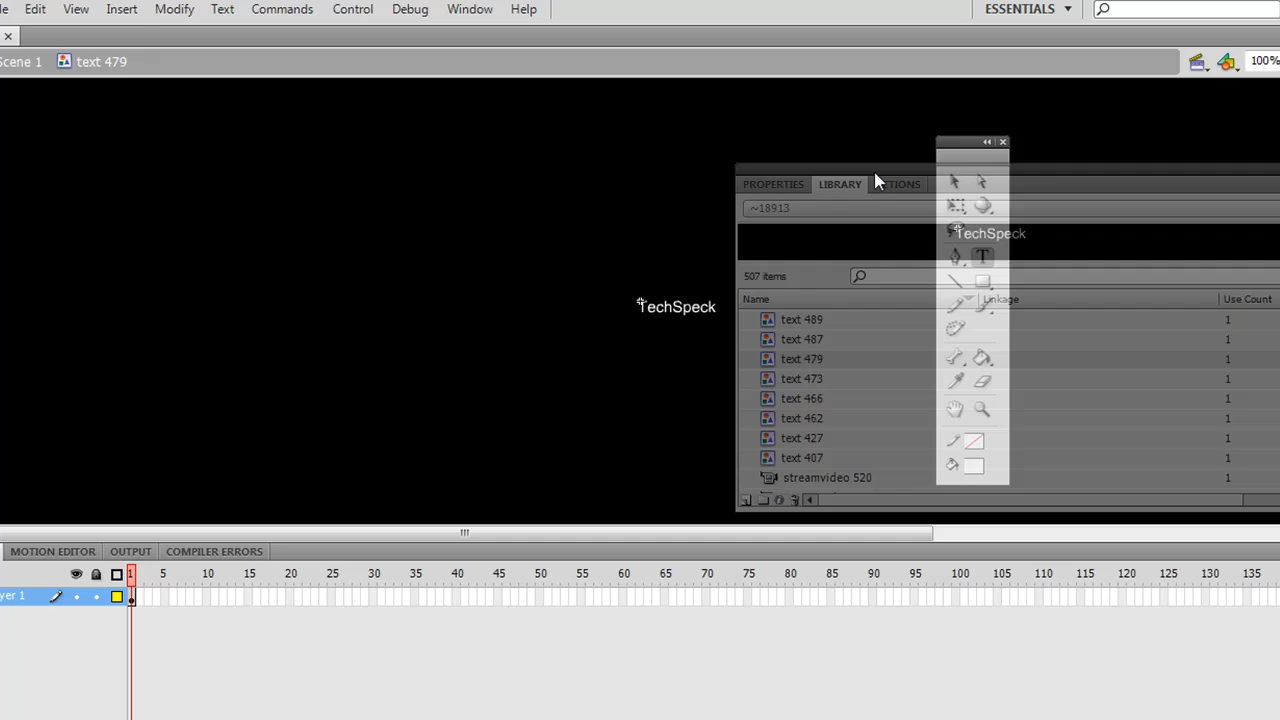 Edit View Insert Modify Text Commands Control Debug Window Help ESSENTIALS
Scene 1 text 479 100%
PROPERTIES LIBRARY
~18913
TechSpeck
507 items
TechSpeck
Name Linkage Use Count
text 489 1
text 487 1
text 479 1
text 473 1
text 466 1
text 462 1
text 427 1
text 407 1
streamvideo 520 1
MOTION EDITOR OUTPUT COMPILER ERRORS
1 5 10 15 20 25 30 35 40 45 50 55 60 65 70 75 80 85 90 95 100 105 110 115 120 125 130 135
yer 1